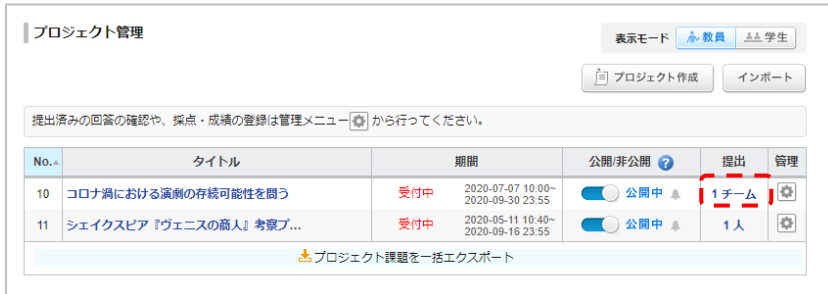 プロジェクト管理
表示モード 教員 学生
プロジェクト作成 インポート
提出済みの回答の確認や、採点・成績の登録は管理メニュー から行ってください。
No. タイトル 期間 公開/非公開 ? 提出 管理
10 コロナ渦における演劇の存続可能性を問う 受付中 2020-07-07 10:00~ 公開中 1 チーム
2020-09-30 23:55
11 シェイクスピア『ヴェニスの商人』考察プ... 受付中 2020-05-11 10:40~ 公開中 1 人
2020-09-16 23:55
プロジェクト課題を一括エクスポート